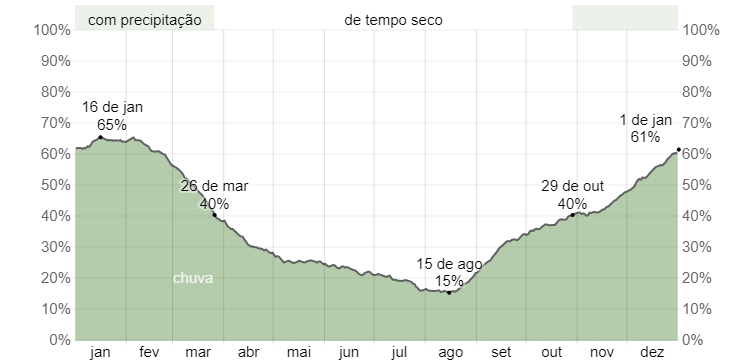 com precipitação de tempo seco
100% 100%
90% 90%
80% 80%
70% 70%
60% 60%
50% 50%
40% 40%
30% 30%
20% 20%
10% 10%
0% 0%
16 de jan
65%
26 de mar
40%
15 de ago
15%
29 de out
40%
1 de jan
61%
chuva
jan fev mar abr mai jun jul ago set out nov dez